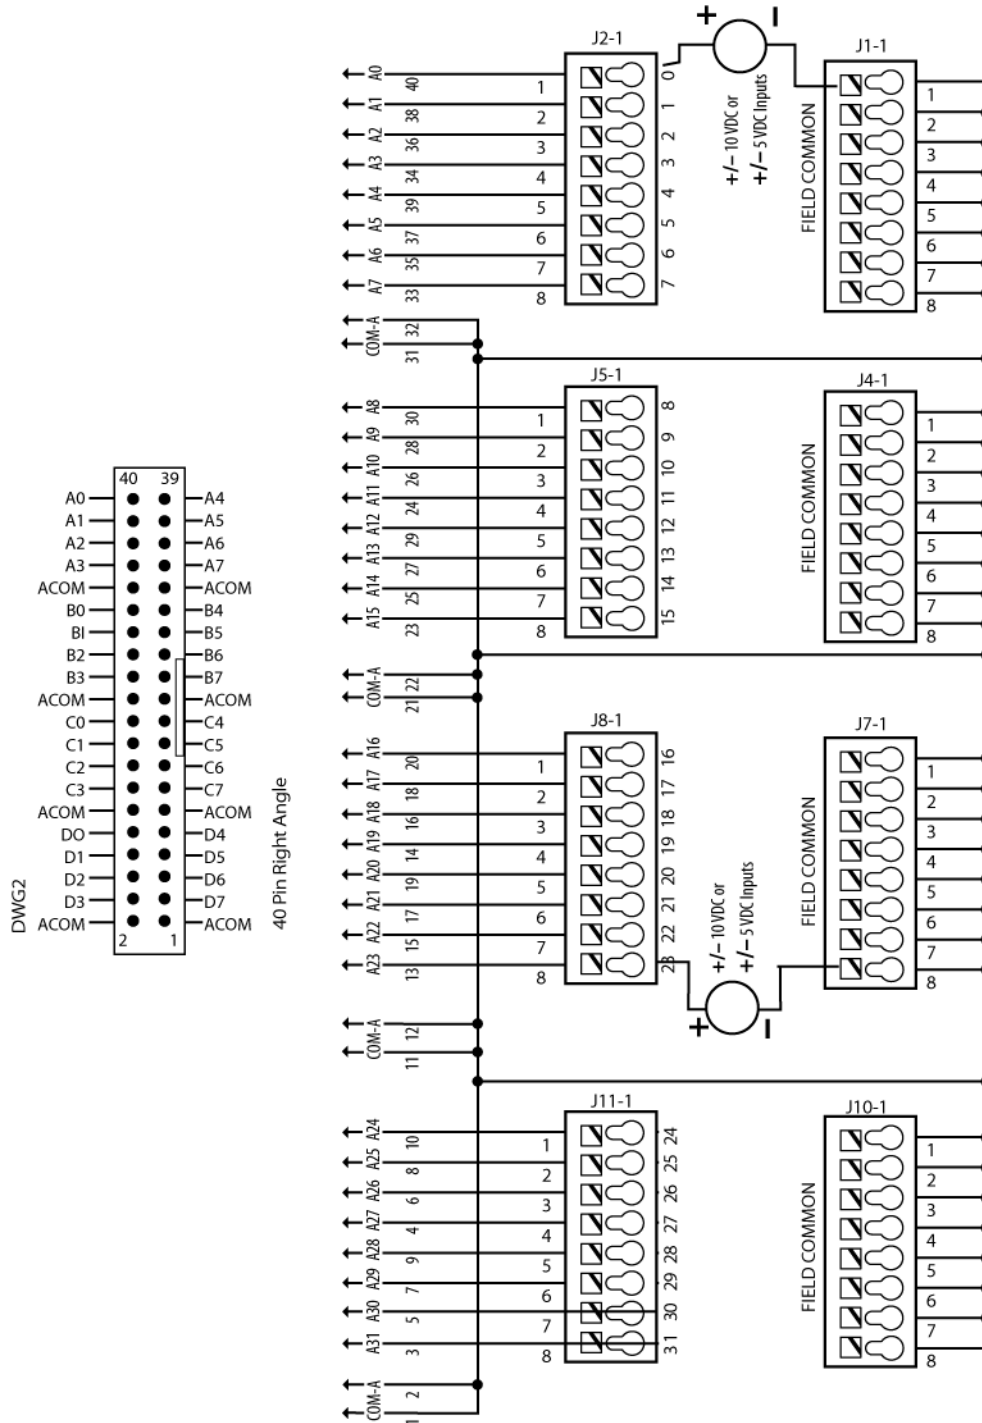 DWG2
40 39
A0 A4
A1 A5
A2 A6
A3 A7
ACOM ACOM
B0 B4
BI B5
B2 B6
B3 B7
ACOM ACOM
C0 C4
C1 C5
C2 C6
C3 C7
ACOM ACOM
DO D4
D1 D5
D2 D6
D3 D7
ACOM ACOM
2 1
40 Pin Right Angle
J2-1
A0 40 1 0
A1 38 2 1
A2 36 3 2
A3 34 4 3
A4 39 5 4
A5 37 6 5
A6 35 7 6
A7 33 8 7
COM-A 32 31
+ −
+/− 10 VDC or
+/− 5 VDC Inputs
J1-1
FIELD COMMON
1
2
3
4
5
6
7
8
J5-1
A8 30 1 8
A9 28 2 9
A10 26 3 10
A11 24 4 11
A12 29 5 12
A13 27 6 13
A14 25 7 14
A15 23 8 15
COM-A 22 21
J4-1
FIELD COMMON
1
2
3
4
5
6
7
8
J8-1
A16 20 1 16
A17 18 2 17
A18 16 3 18
A19 14 4 19
A20 19 5 20
A21 17 6 21
A22 15 7 22
A23 13 8 23
COM-A 12 11
+/− 10 VDC or
+/− 5 VDC Inputs
+ −
J7-1
FIELD COMMON
1
2
3
4
5
6
7
8
J11-1
A24 10 1 24
A25 8 2 25
A26 6 3 26
A27 4 4 27
A28 9 5 28
A29 7 6 29
A30 5 7 30
A31 3 8 31
COM-A 2 1
J10-1
FIELD COMMON
1
2
3
4
5
6
7
8